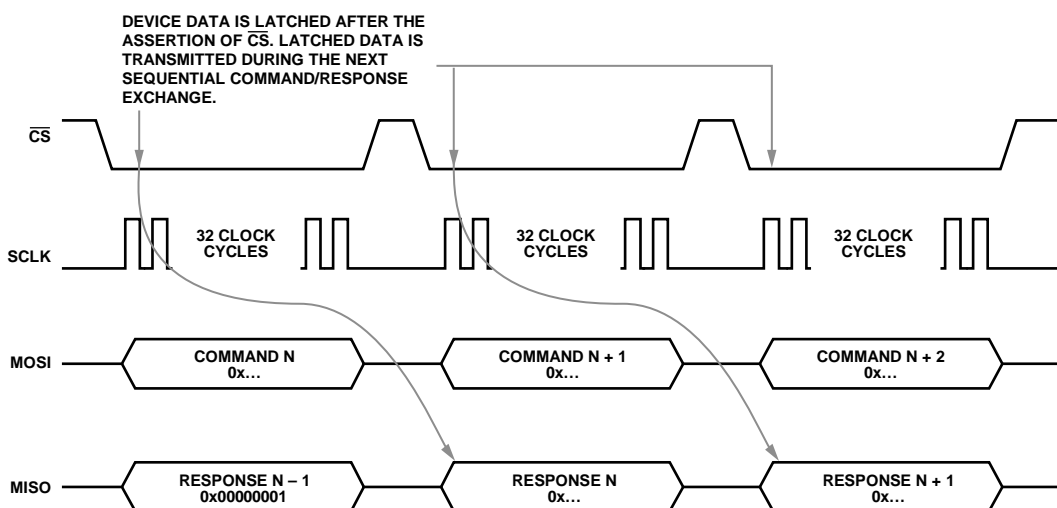 DEVICE DATA IS LATCHED AFTER THE
ASSERTION OF CS. LATCHED DATA IS
TRANSMITTED DURING THE NEXT
SEQUENTIAL COMMAND/RESPONSE
EXCHANGE.
CS
SCLK
32 CLOCK
CYCLES
32 CLOCK
CYCLES
32 CLOCK
CYCLES
MOSI
COMMAND N
0x...
COMMAND N + 1
0x...
COMMAND N + 2
0x...
MISO
RESPONSE N – 1
0x00000001
RESPONSE N
0x...
RESPONSE N + 1
0x...